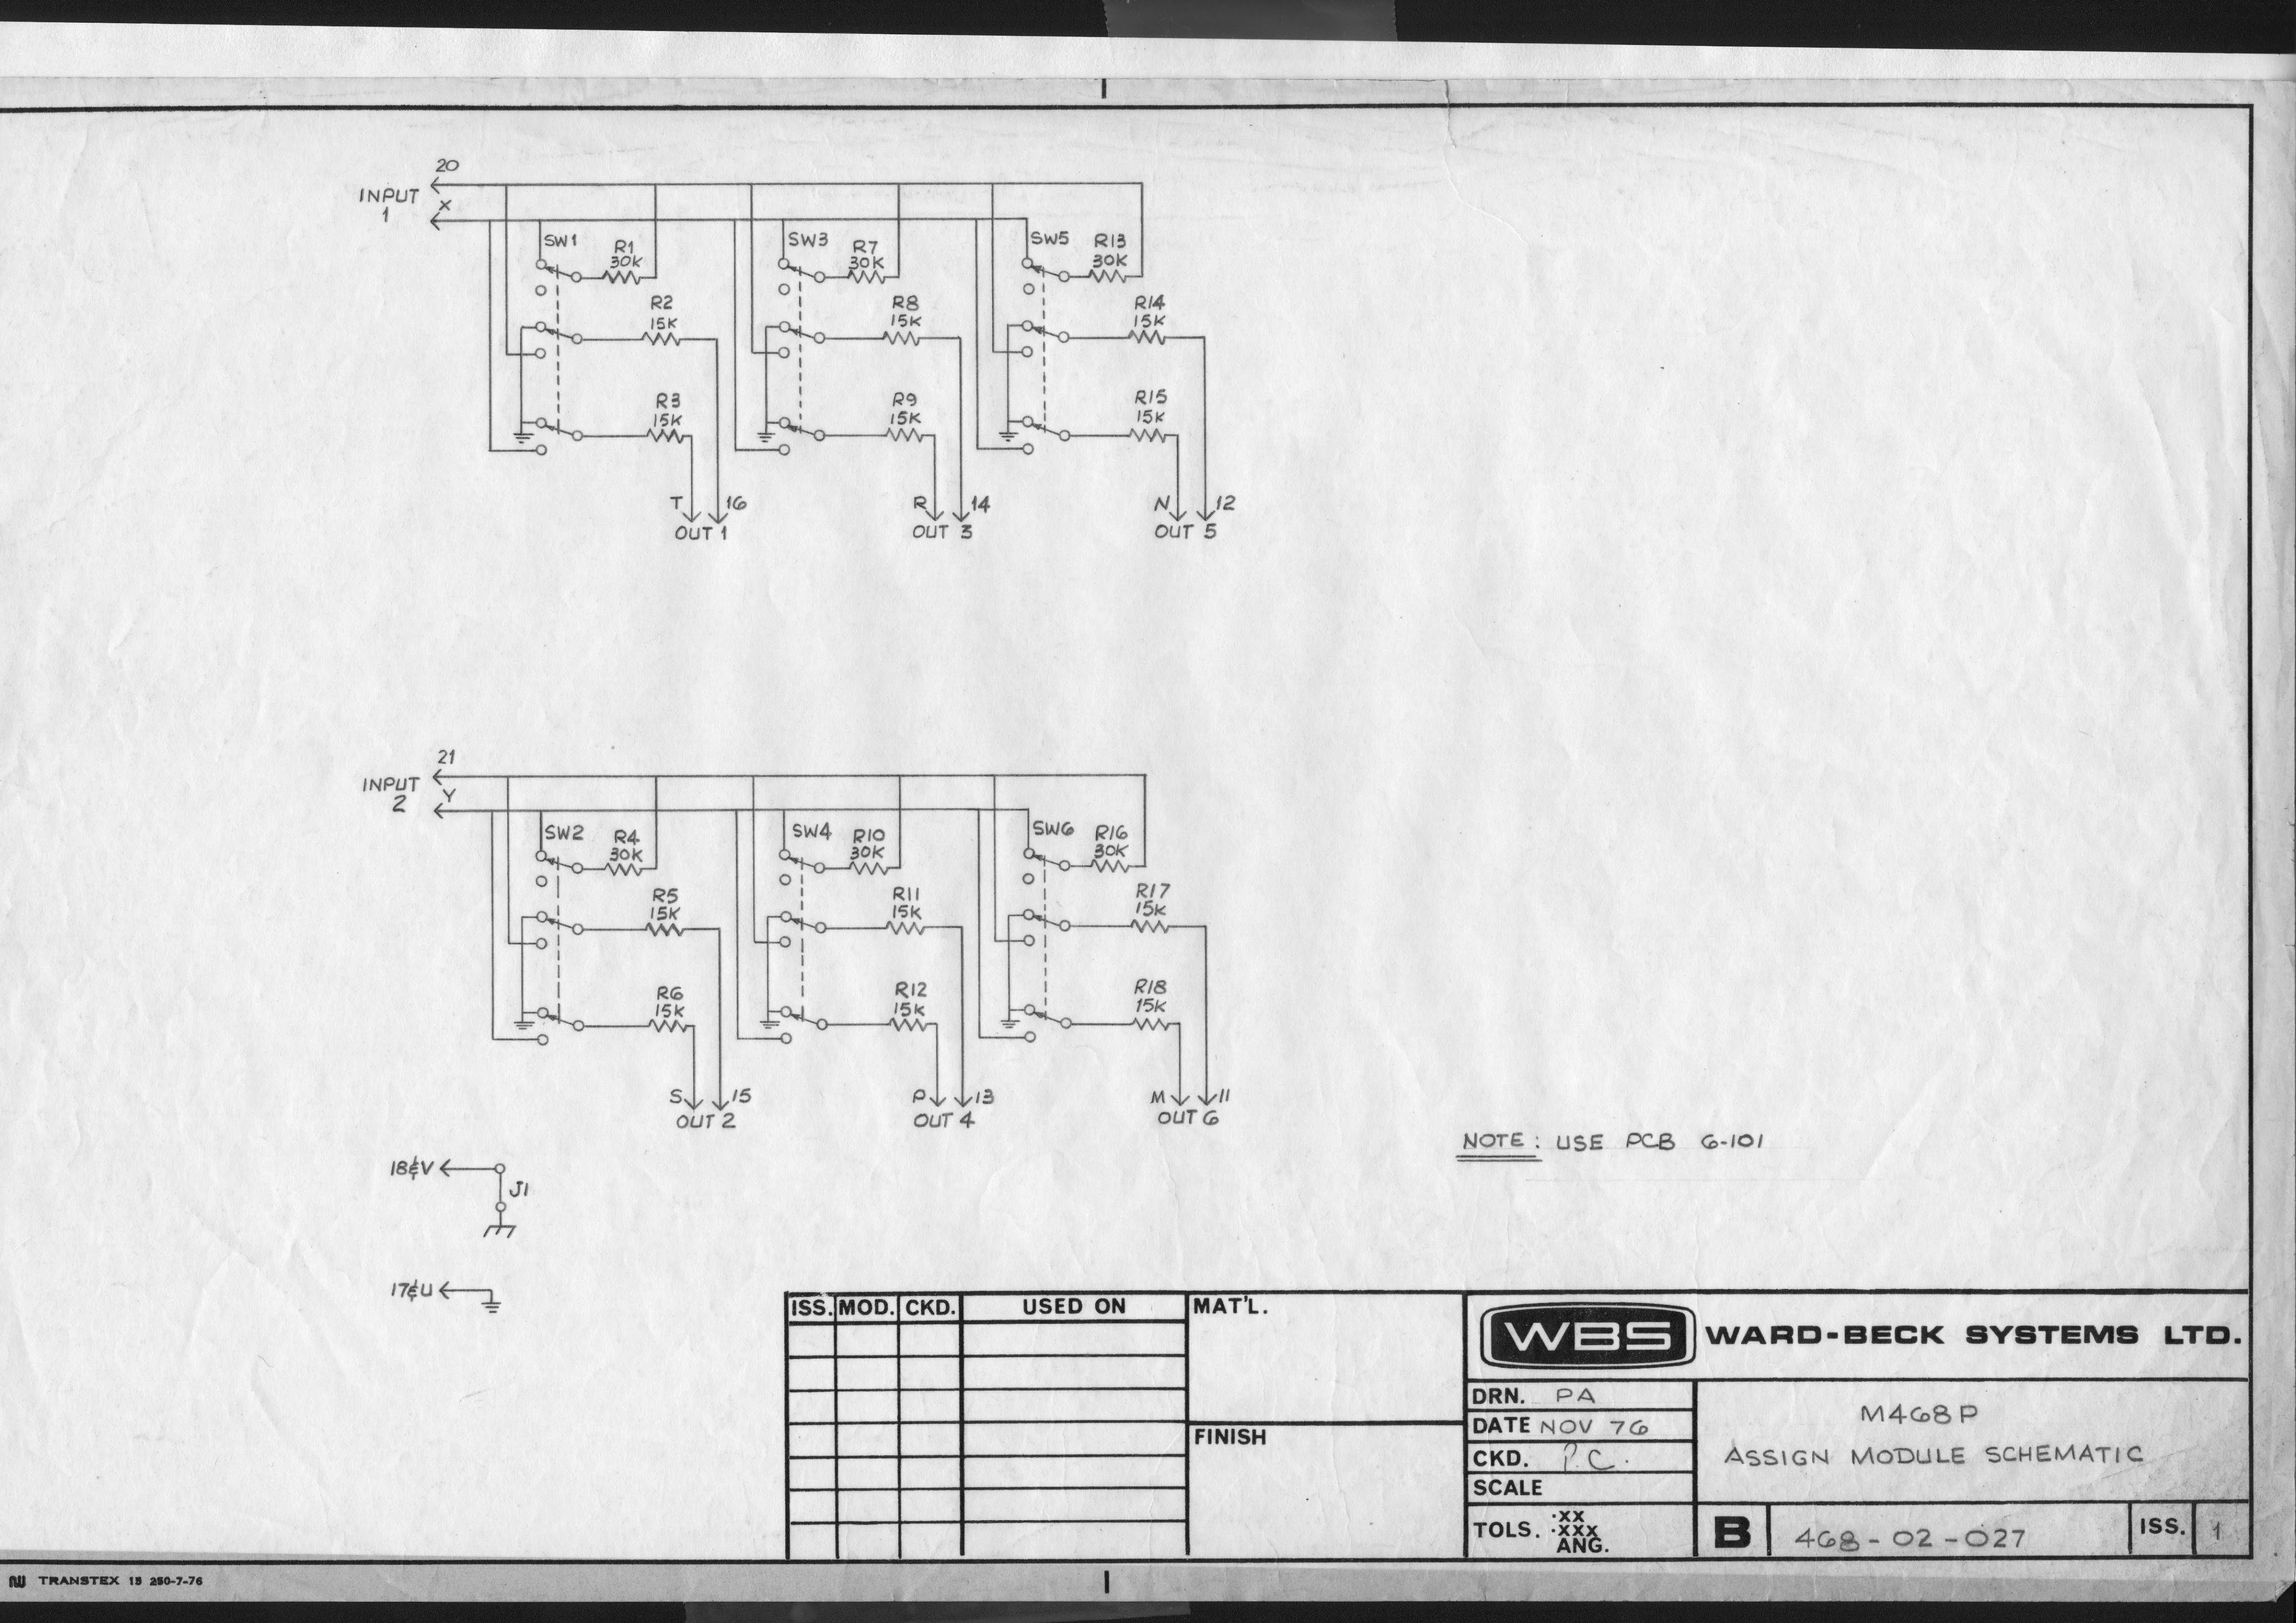 20
INPUT
1
X
SW1
R1
30K
R2
15K
R3
15K
T
16
OUT 1
SW3
R7
30K
R8
15K
R9
15K
R
14
OUT 3
SW5
R13
30K
R14
15K
R15
15K
N
12
OUT 5
21
INPUT
2
Y
SW2
R4
30K
R5
15K
R6
15K
S
15
OUT 2
SW4
R10
30K
R11
15K
R12
15K
P
13
OUT 4
SW6
R16
30K
R17
15K
R18
15K
M
11
OUT 6
18&V
J1
17&U
NOTE: USE PCB G-101
ISS. MOD. CKD. USED ON
MAT'L.
FINISH
WBS WARD-BECK SYSTEMS LTD.
DRN. PA
DATE NOV 76
CKD. P.C.
SCALE
TOLS. .XX
.XXX
ANG.
M468P
ASSIGN MODULE SCHEMATIC
B 468-02-027 ISS. 1
TRANSTEX 15 250-7-76